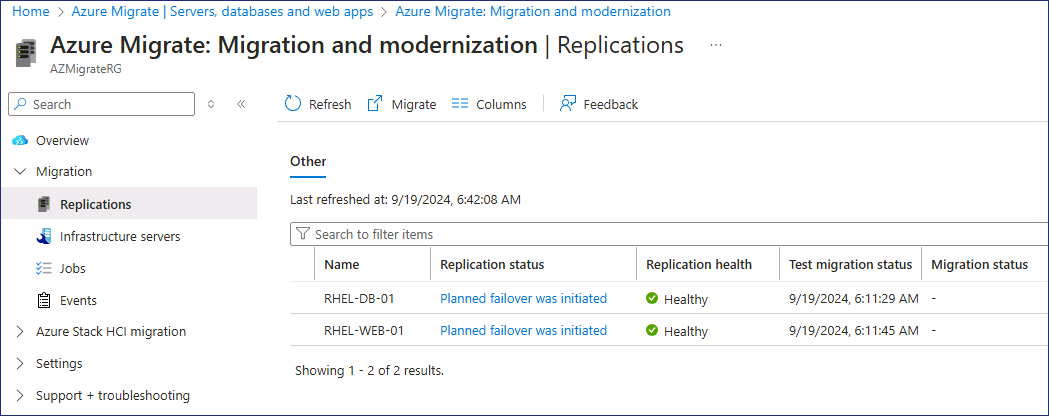 Home > Azure Migrate | Servers, databases and web apps > Azure Migrate: Migration and modernization
Azure Migrate: Migration and modernization | Replications ...
AZMigrateRG
Search
Refresh Migrate Columns Feedback
Overview
Migration
Replications
Infrastructure servers
Jobs
Events
Azure Stack HCI migration
Settings
Support + troubleshooting
Other
Last refreshed at: 9/19/2024, 6:42:08 AM
Search to filter items
Name Replication status Replication health Test migration status Migration status
RHEL-DB-01 Planned failover was initiated Healthy 9/19/2024, 6:11:29 AM -
RHEL-WEB-01 Planned failover was initiated Healthy 9/19/2024, 6:11:45 AM -
Showing 1 - 2 of 2 results.